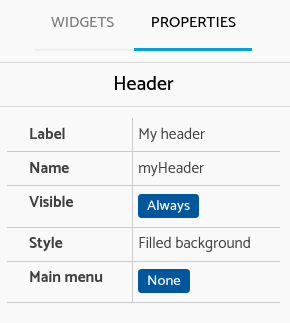 WIDGETS PROPERTIES
Header
Label My header
Name myHeader
Visible Always
Style Filled background
Main menu None